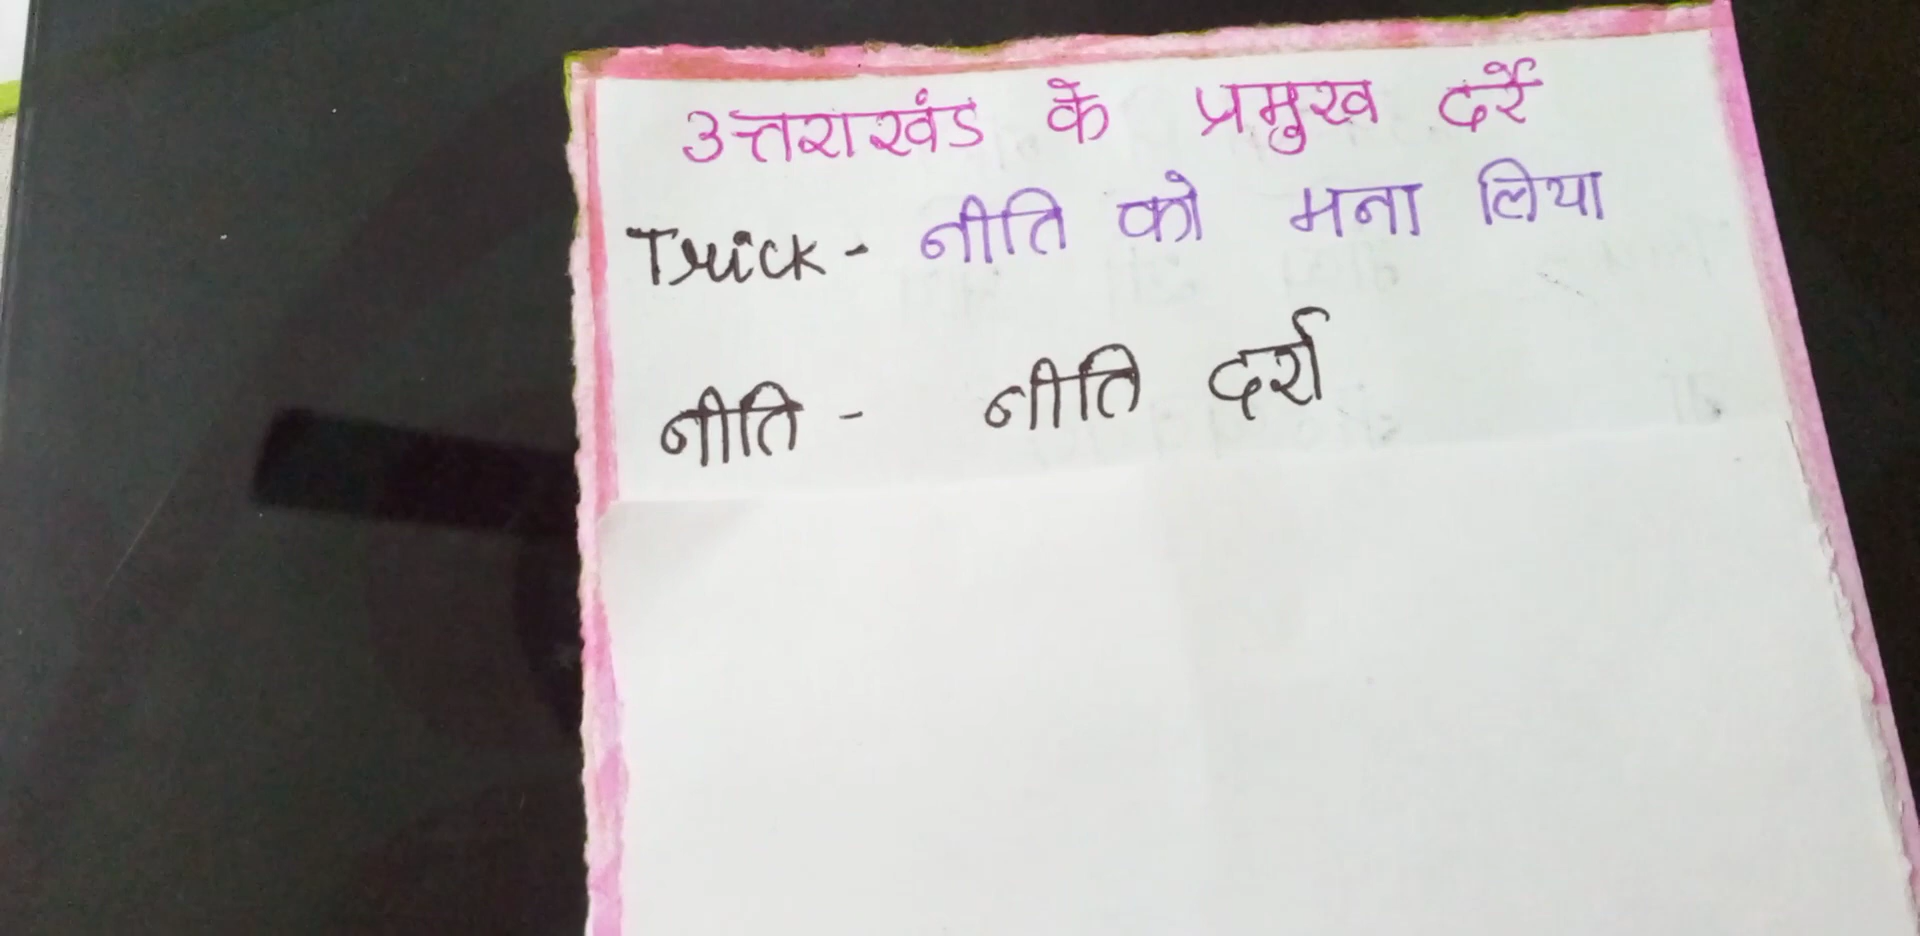 उत्तराखंड के प्रमुख दर्रे
Trick - नीति को मना लिया
नीति - नीति दर्रा